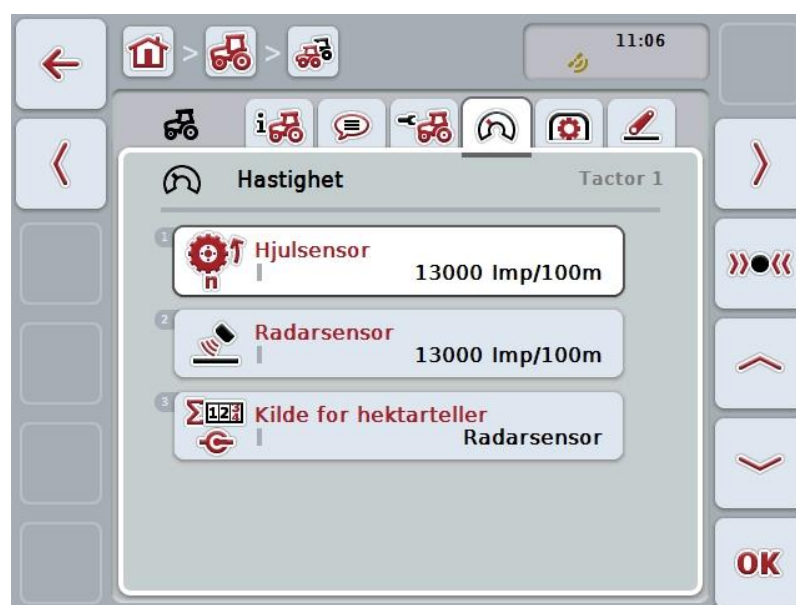 11:06
Hastighet
Tactor 1
1
Hjulsensor
n
13000 Imp/100m
2
Radarsensor
13000 Imp/100m
3
Σ123
Kilde for hektarteller
Radarsensor
OK